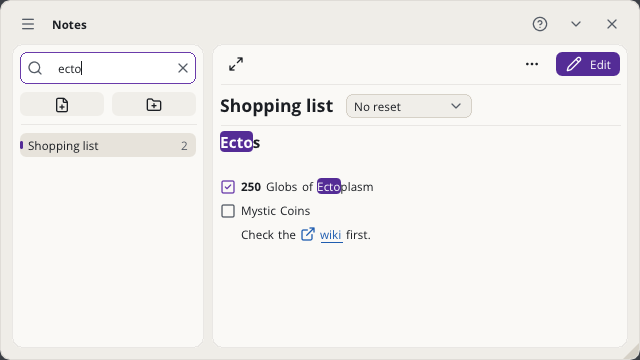 Notes
ecto
Edit
Shopping list
No reset
Shopping list 2
Ectos
250 Globs of Ectoplasm
Mystic Coins
Check the wiki first.